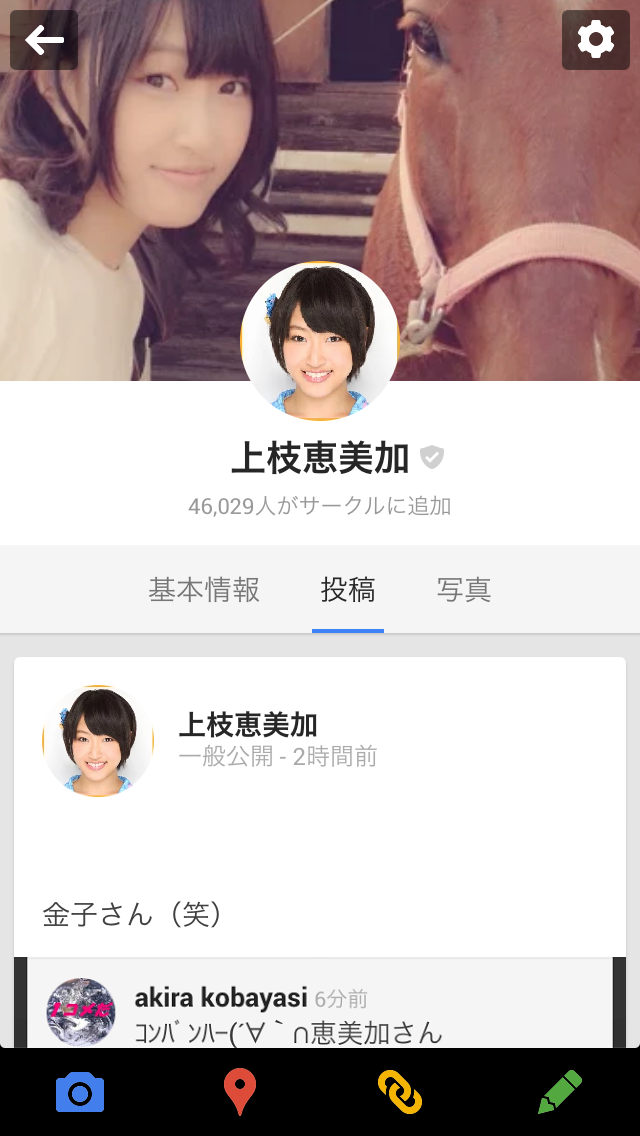 上枝恵美加
46,029人がサークルに追加
基本情報 投稿 写真
上枝恵美加
一般公開 - 2時間前
金子さん（笑）
akira kobayasi 6分前
ｺﾝﾊﾞﾝﾊｰ(´∀｀∩恵美加さん